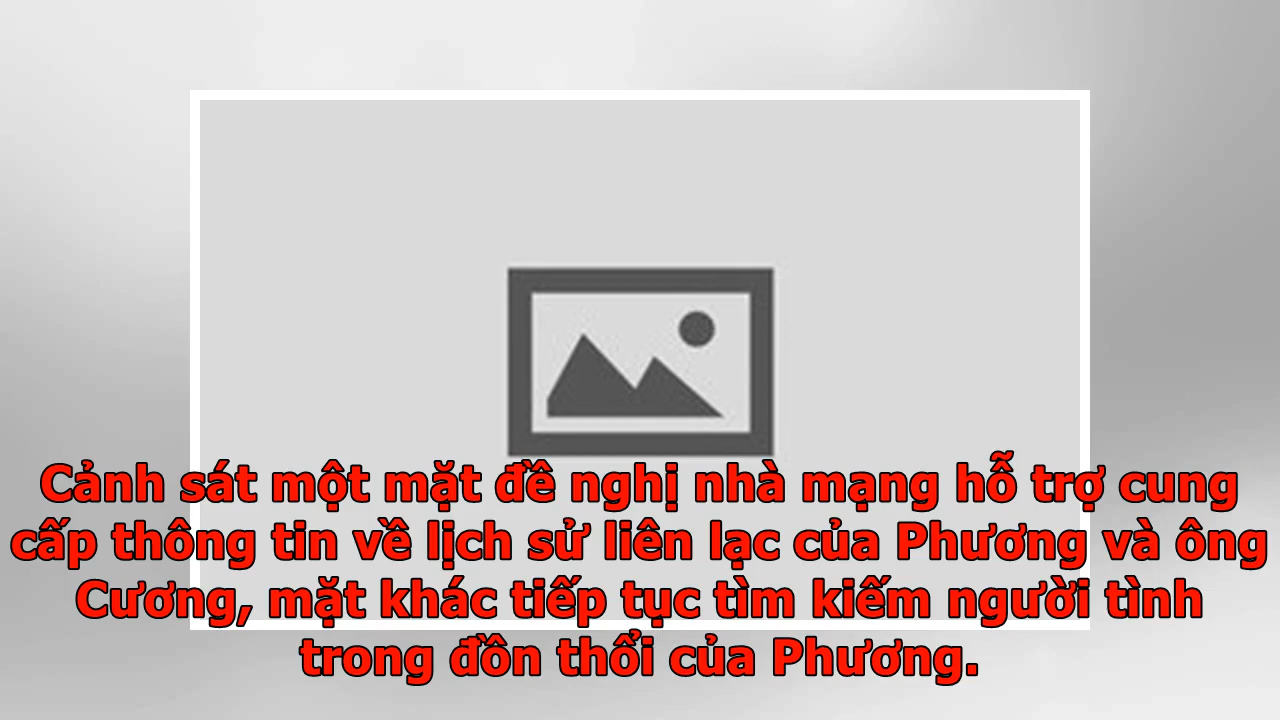 Cảnh sát một mặt đề nghị nhà mạng hỗ trợ cung
cấp thông tin về lịch sử liên lạc của Phương và ông
Cương, mặt khác tiếp tục tìm kiếm người tình
trong đồn thổi của Phương.